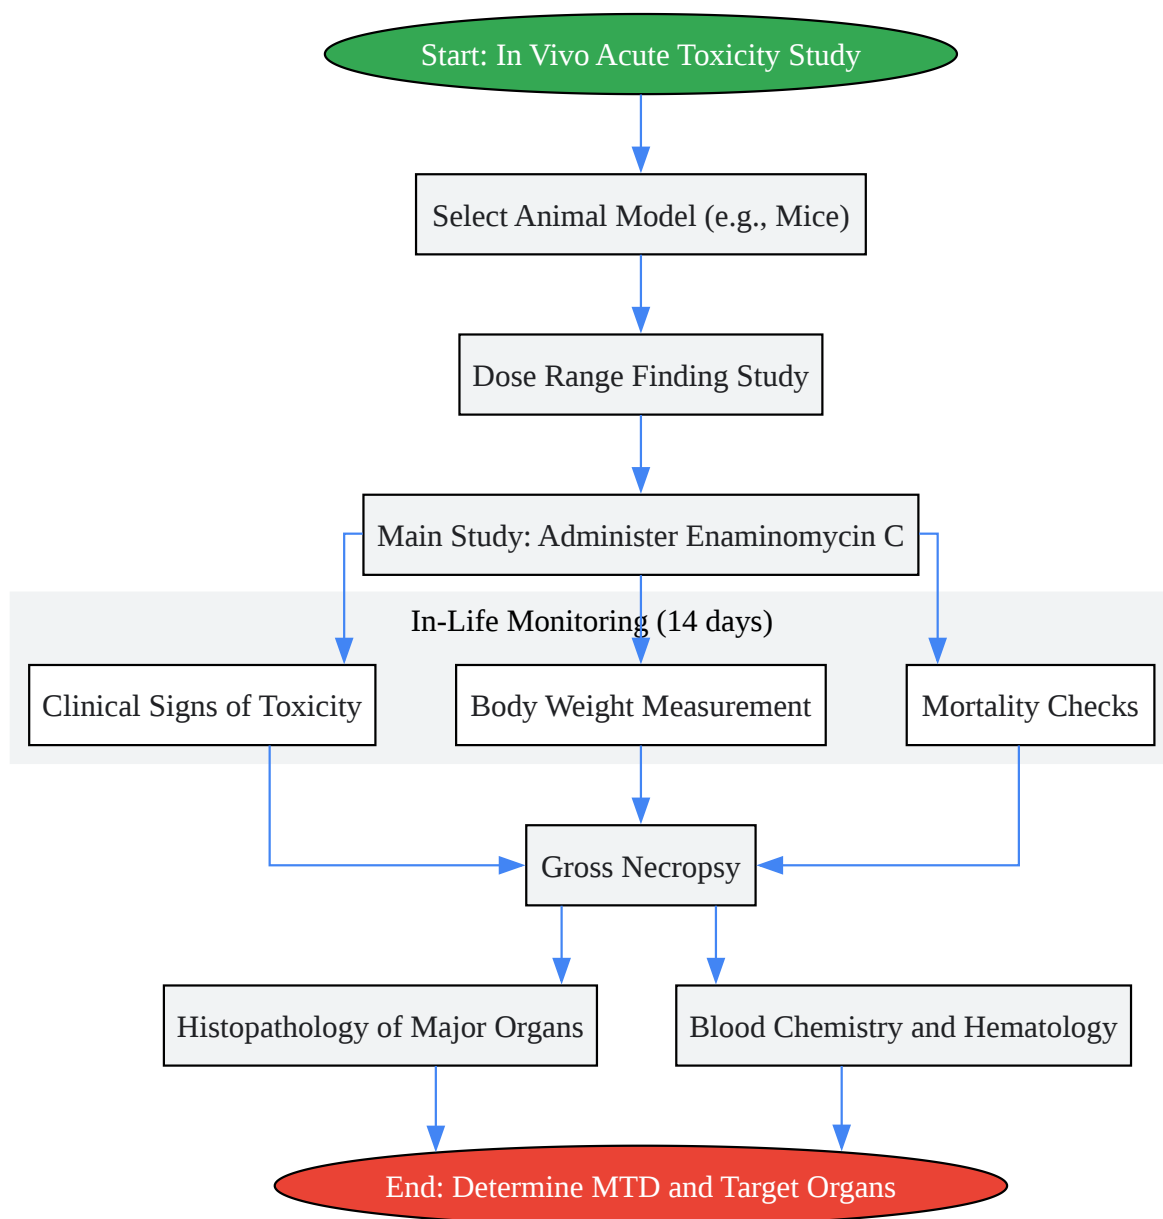 Start: In Vivo Acute Toxicity Study
Select Animal Model (e.g., Mice)
Dose Range Finding Study
Main Study: Administer Enaminomycin C
In-Life Monitoring (14 days)
Clinical Signs of Toxicity
Body Weight Measurement
Mortality Checks
Gross Necropsy
Histopathology of Major Organs
Blood Chemistry and Hematology
End: Determine MTD and Target Organs